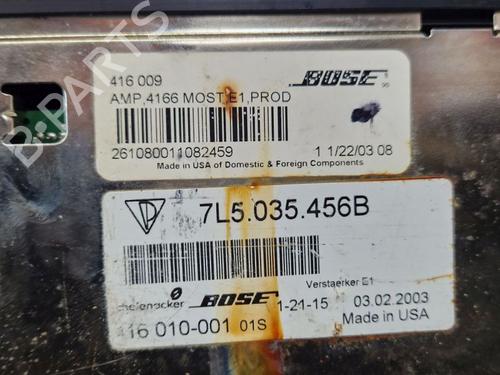 416 009
BOSE
AMP,4166 MOST,E1,PROD
261080011082459
1 1/22/03 08
Made in USA of Domestic & Foreign Components
7L5.035.456B
Verstaerker E1
BOSE
1-21-15
03.02.2003
416 010-001 01S
Made in USA
B-PARTS